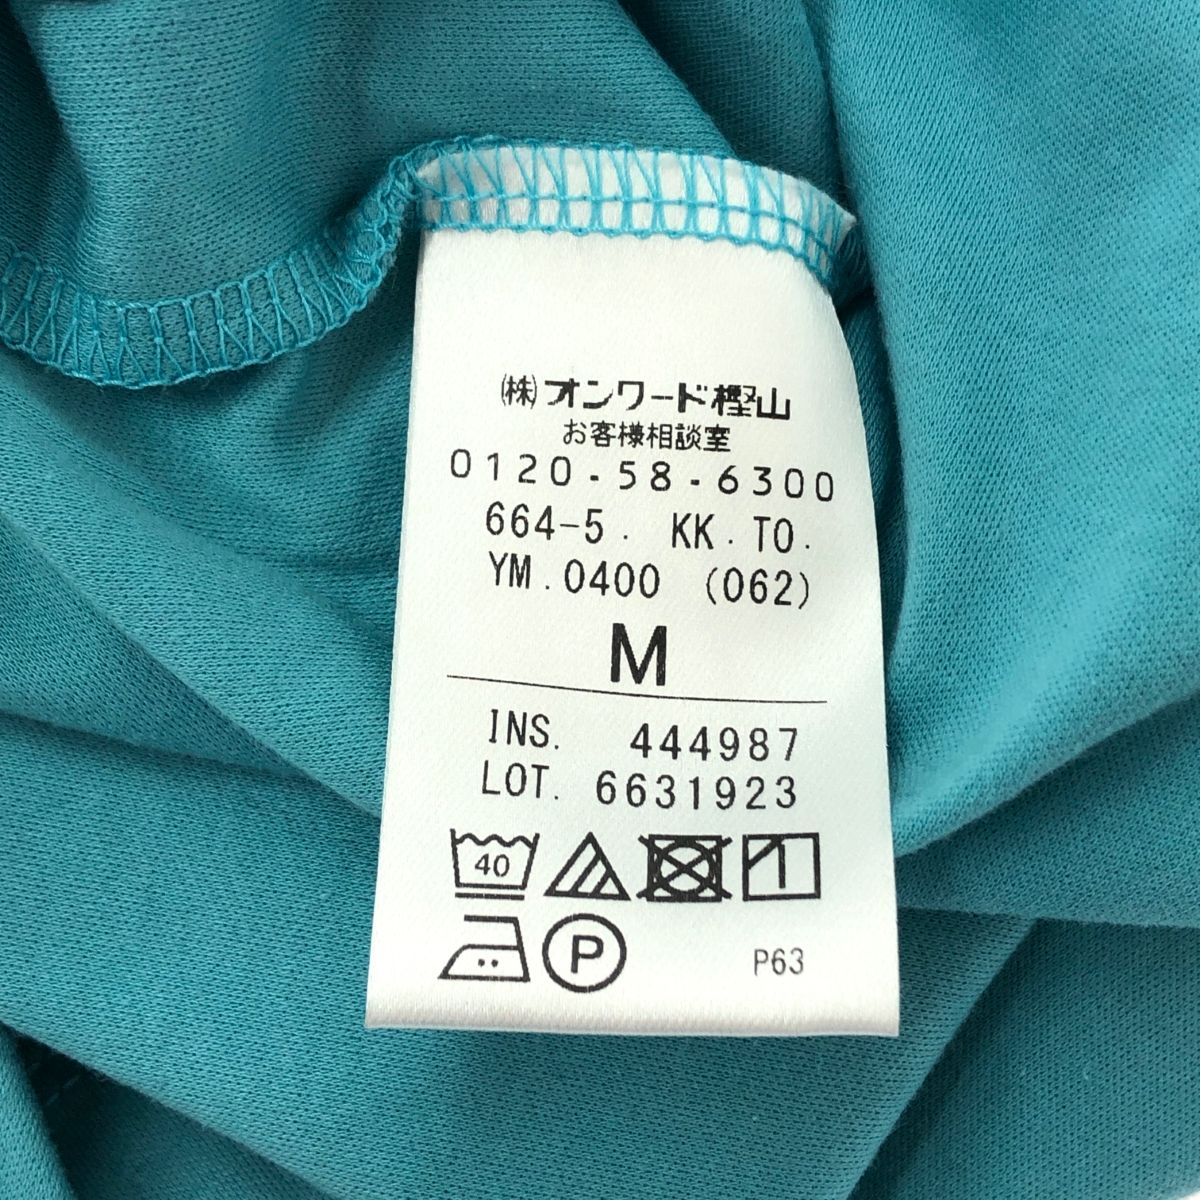 ㈱オンワード樫山
お客様相談室
0120-58-6300
664-5. KK.TO.
YM.0400 (062)
M
INS. 444987
LOT. 6631923
40
P P63